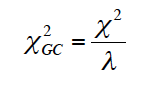 χ²_GC = χ² / λ